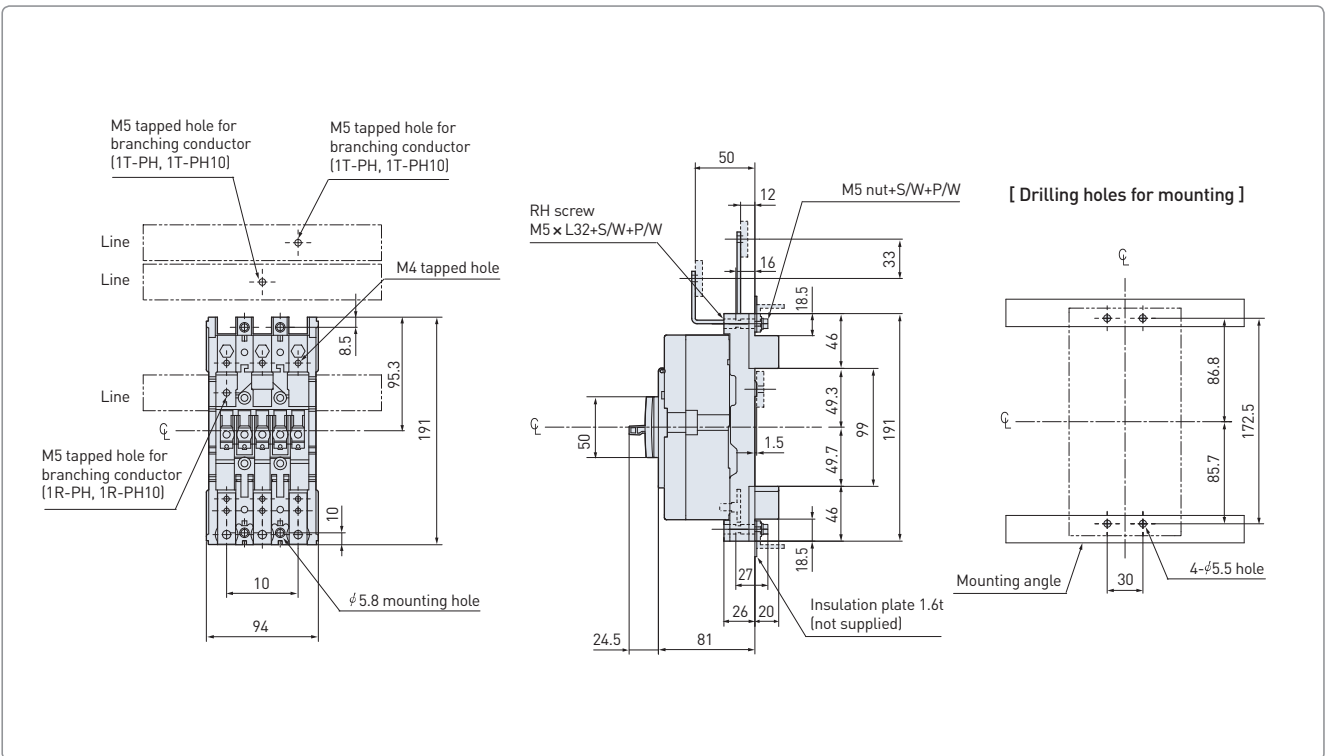 M5 tapped hole for
branching conductor
(1T-PH, 1T-PH10)
M5 tapped hole for
branching conductor
(1T-PH, 1T-PH10)
Line
Line
M4 tapped hole
8.5
95.3
191
Line
℄
M5 tapped hole for
branching conductor
(1R-PH, 1R-PH10)
10
10
ϕ5.8 mounting hole
94
50
12
M5 nut+S/W+P/W
RH screw
M5 × L32+S/W+P/W
16
33
18.5
46
49.3
99
191
℄
50
1.5
49.7
46
18.5
27
26
20
Insulation plate 1.6t
(not supplied)
24.5
81
[ Drilling holes for mounting ]
℄
℄
86.8
172.5
85.7
Mounting angle
30
4-ϕ5.5 hole